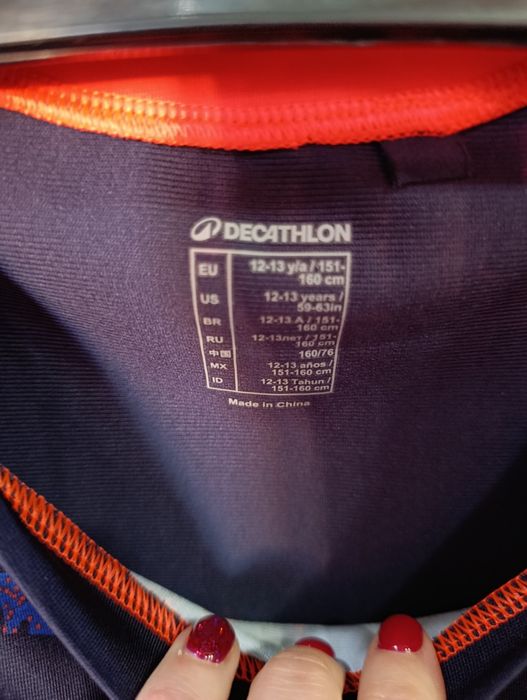 DECATHLON
EU 12-13 y/a / 151-
160 cm
US 12-13 years /
59-63in
BR 12-13 A / 151-
160 cm
RU 12-13лет / 151-
160 cm
中国 160/76
MX 12-13 años /
151-160 cm
ID 12-13 Tahun /
151-160 cm
Made in China